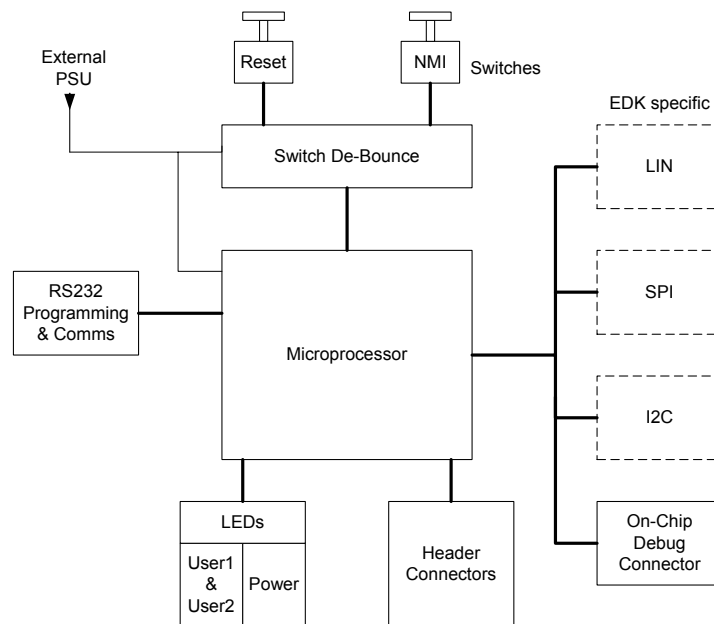 External
PSU
Reset
NMI
Switches
EDK specific
Switch De-Bounce
LIN
RS232
Programming
& Comms
Microprocessor
SPI
I2C
LEDs
User1
&
User2
Power
Header
Connectors
On-Chip
Debug
Connector